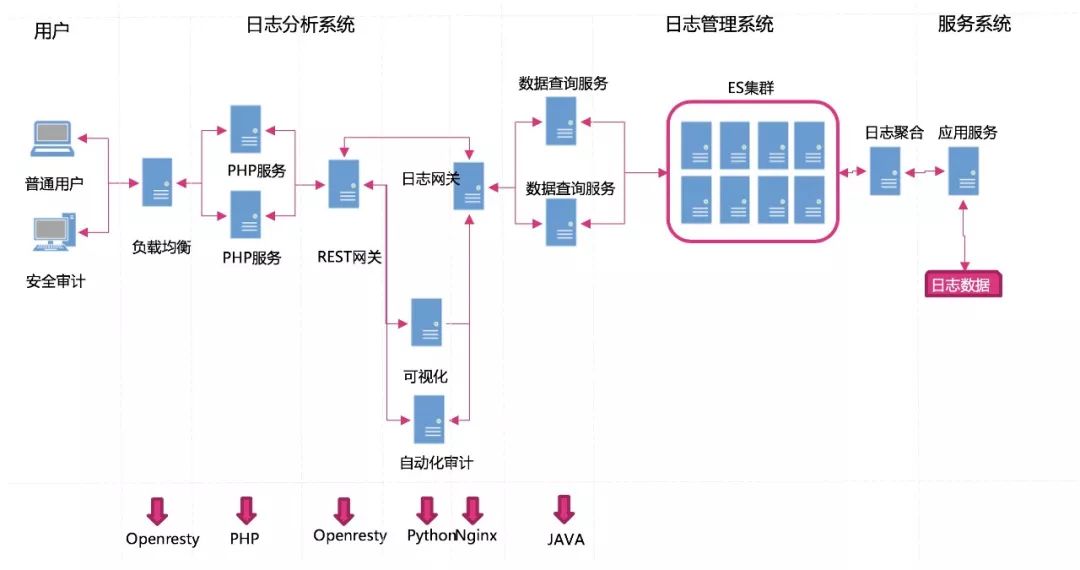 用户
日志分析系统
日志管理系统
服务系统
数据查询服务
ES集群
日志聚合
应用服务
普通用户
PHP服务
日志网关
数据查询服务
负载均衡
PHP服务
REST网关
安全审计
日志数据
可视化
自动化审计
Openresty
PHP
Openresty
Python
Nginx
JAVA